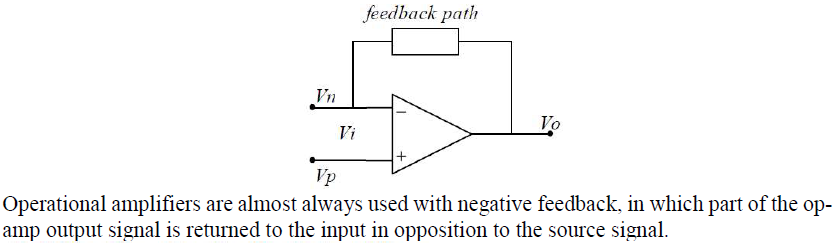 feedback path
Vn
−
Vi
Vo
+
Vp
Operational amplifiers are almost always used with negative feedback, in which part of the op-
amp output signal is returned to the input in opposition to the source signal.